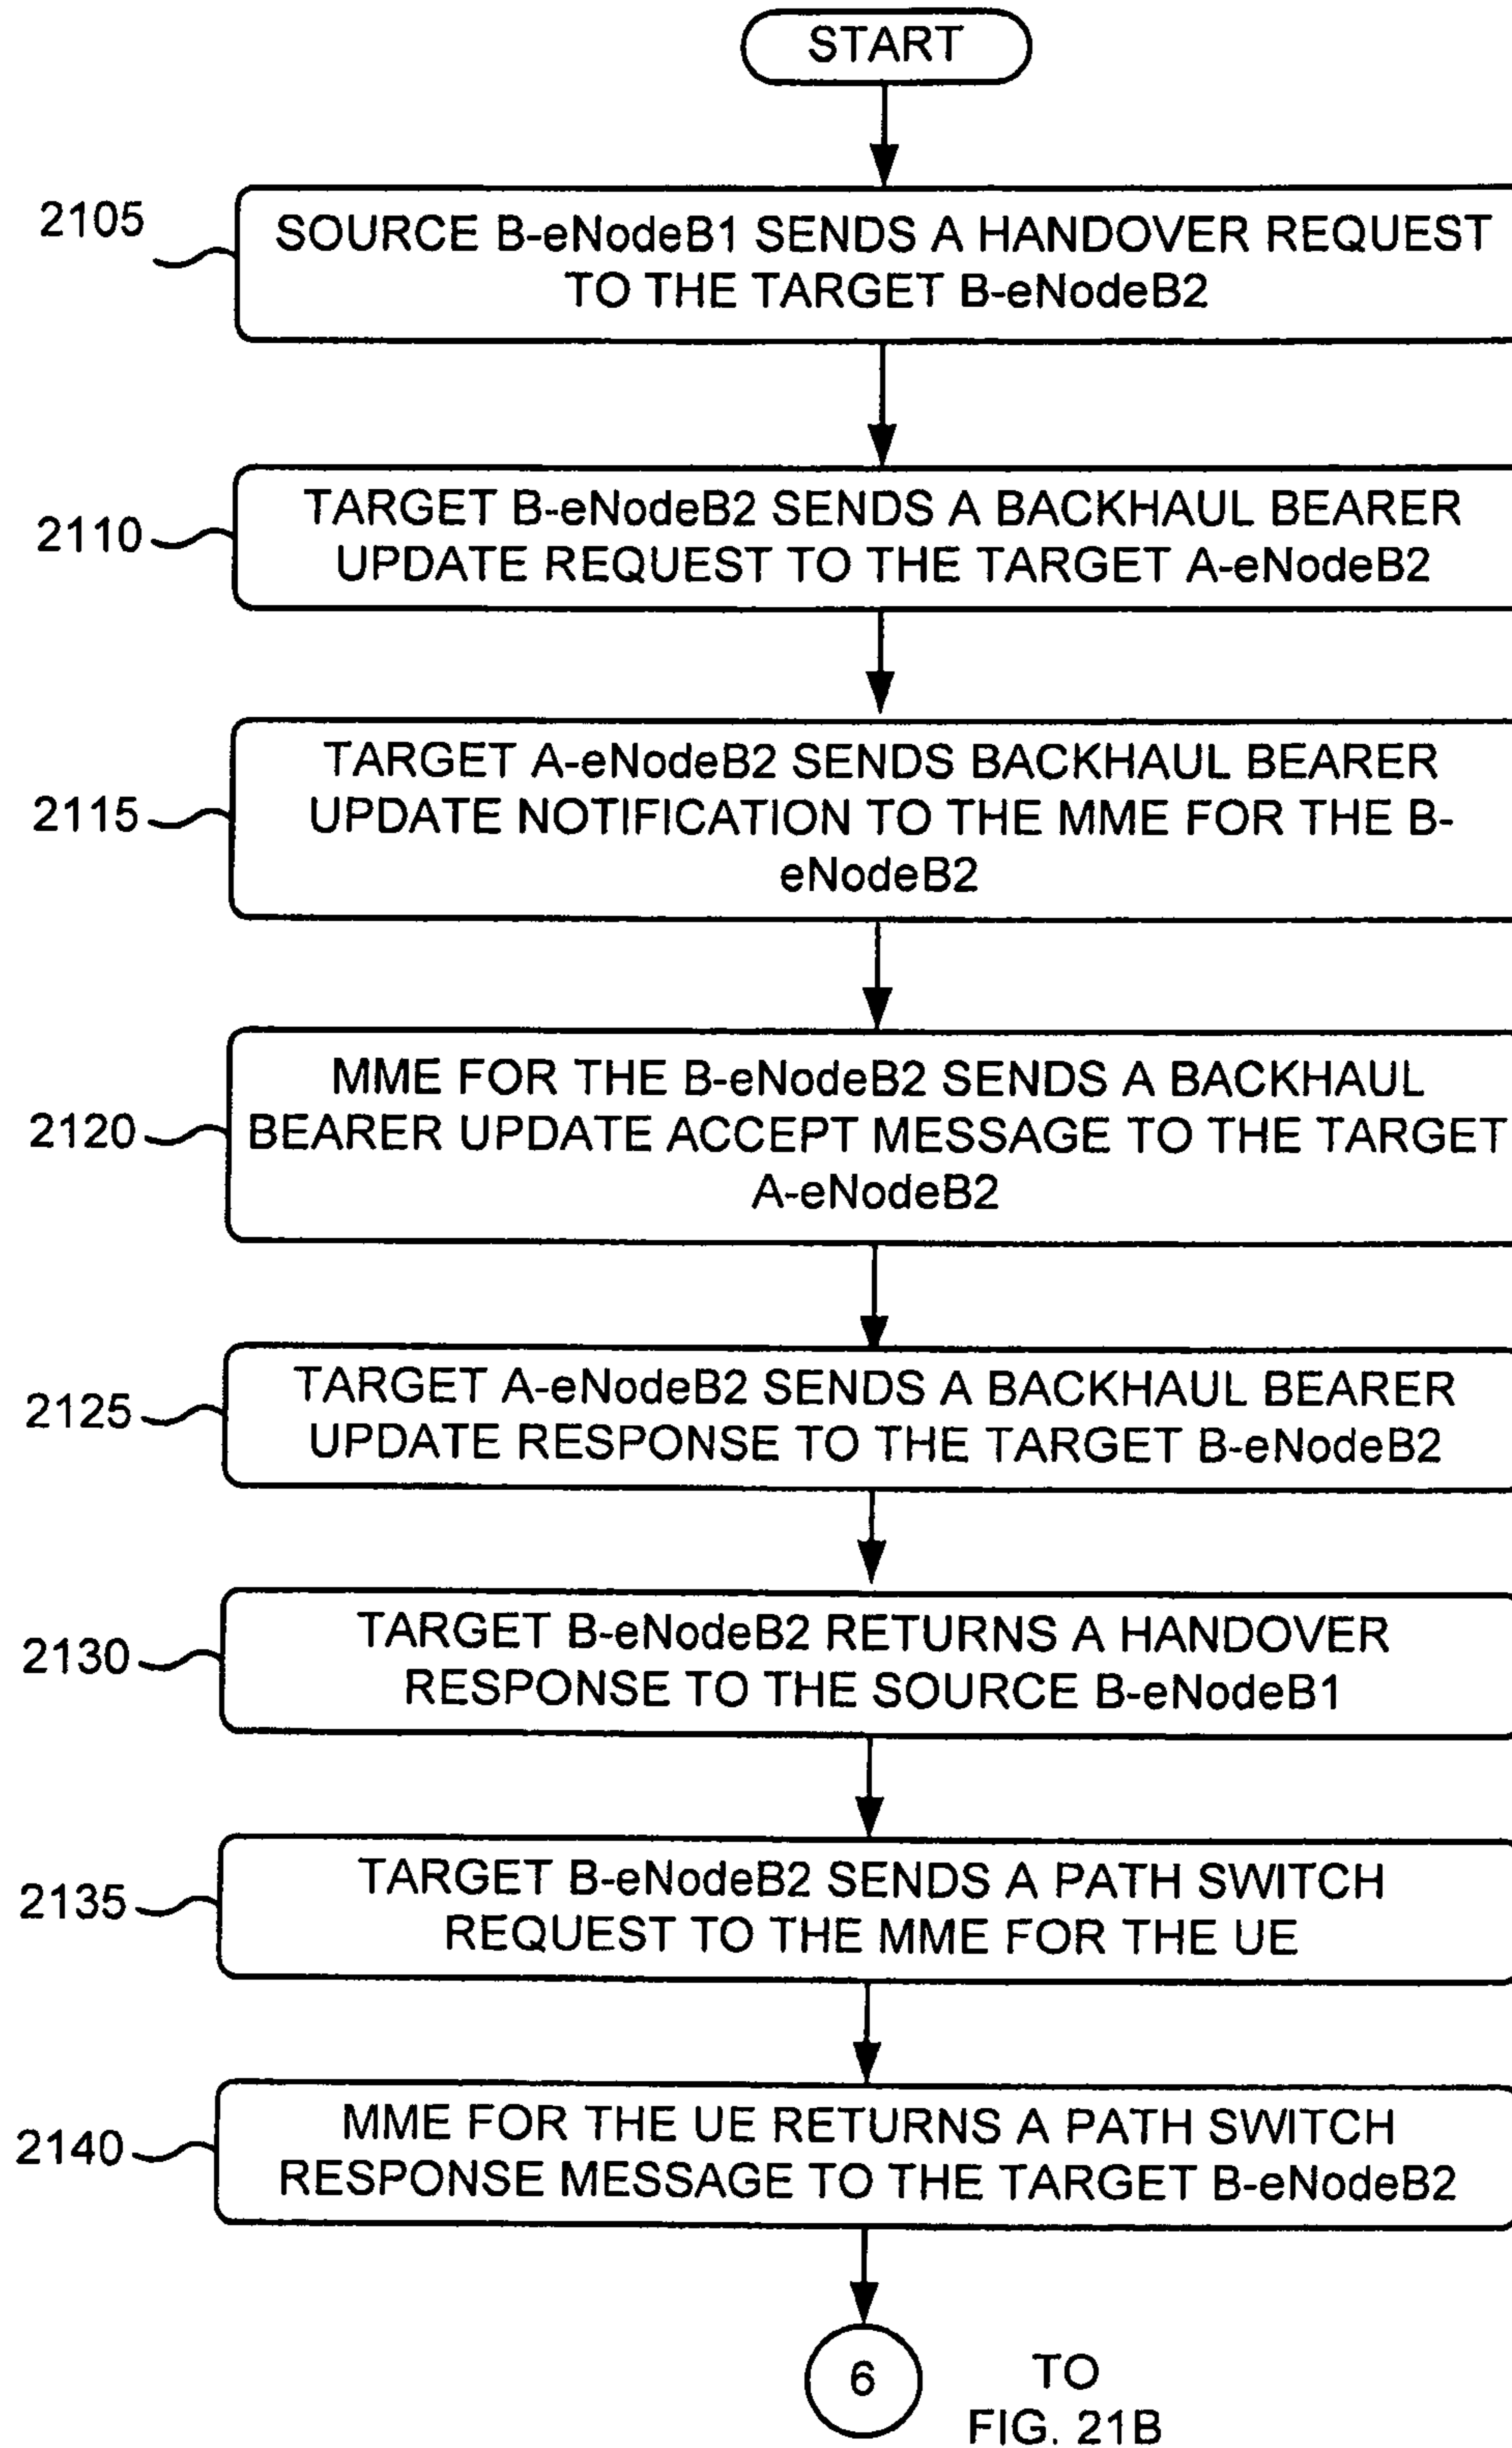 START
2105
SOURCE B-eNodeB1 SENDS A HANDOVER REQUEST
TO THE TARGET B-eNodeB2
2110
TARGET B-eNodeB2 SENDS A BACKHAUL BEARER
UPDATE REQUEST TO THE TARGET A-eNodeB2
2115
TARGET A-eNodeB2 SENDS BACKHAUL BEARER
UPDATE NOTIFICATION TO THE MME FOR THE B-
eNodeB2
2120
MME FOR THE B-eNodeB2 SENDS A BACKHAUL
BEARER UPDATE ACCEPT MESSAGE TO THE TARGET
A-eNodeB2
2125
TARGET A-eNodeB2 SENDS A BACKHAUL BEARER
UPDATE RESPONSE TO THE TARGET B-eNodeB2
2130
TARGET B-eNodeB2 RETURNS A HANDOVER
RESPONSE TO THE SOURCE B-eNodeB1
2135
TARGET B-eNodeB2 SENDS A PATH SWITCH
REQUEST TO THE MME FOR THE UE
2140
MME FOR THE UE RETURNS A PATH SWITCH
RESPONSE MESSAGE TO THE TARGET B-eNodeB2
6
TO
FIG. 21B